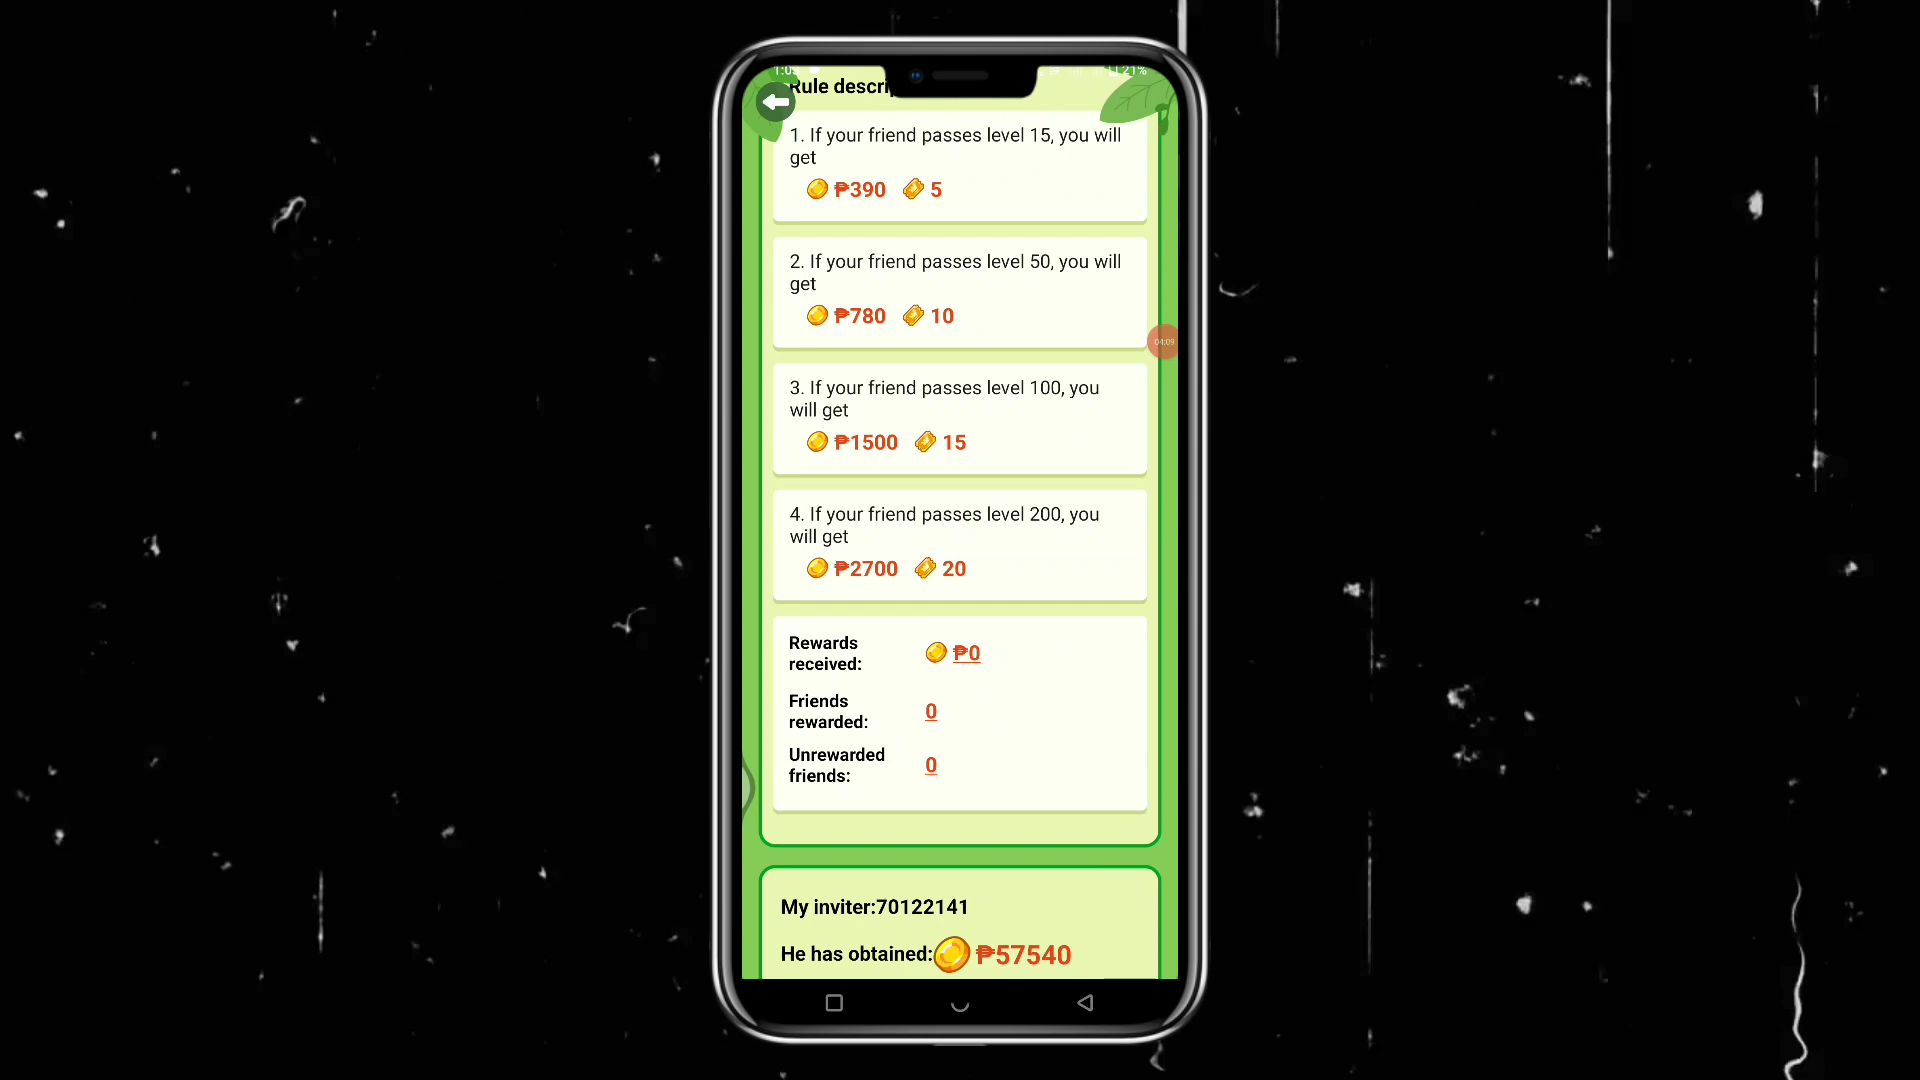 21%
Rule descri
1. If your friend passes level 15, you will
get
₱390 5
2. If your friend passes level 50, you will
get
₱780 10
04:09
3. If your friend passes level 100, you
will get
₱1500 15
4. If your friend passes level 200, you
will get
₱2700 20
Rewards
received:
₱0
Friends
rewarded:
0
Unrewarded
friends:
0
My inviter:70122141
He has obtained: ₱57540